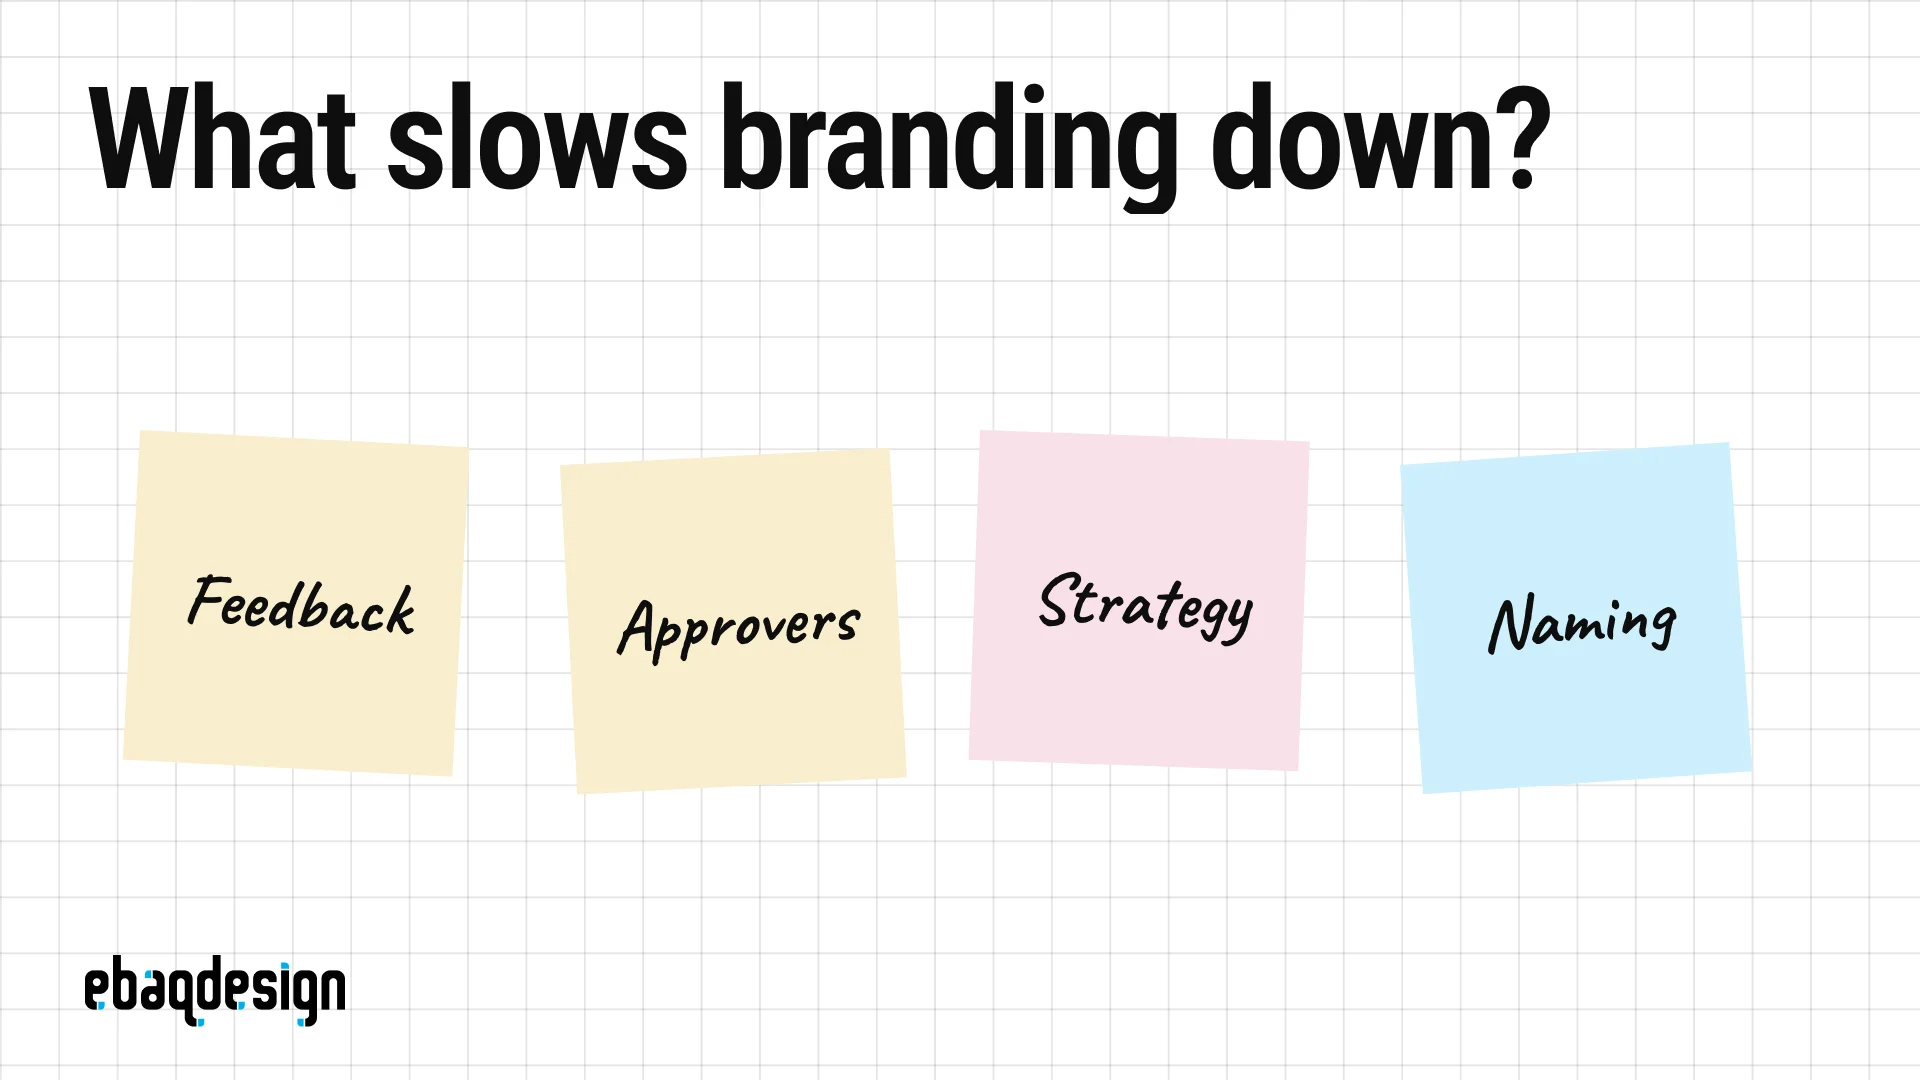 What slows branding down?
Feedback
Approvers
Strategy
Naming
ebaqdesign